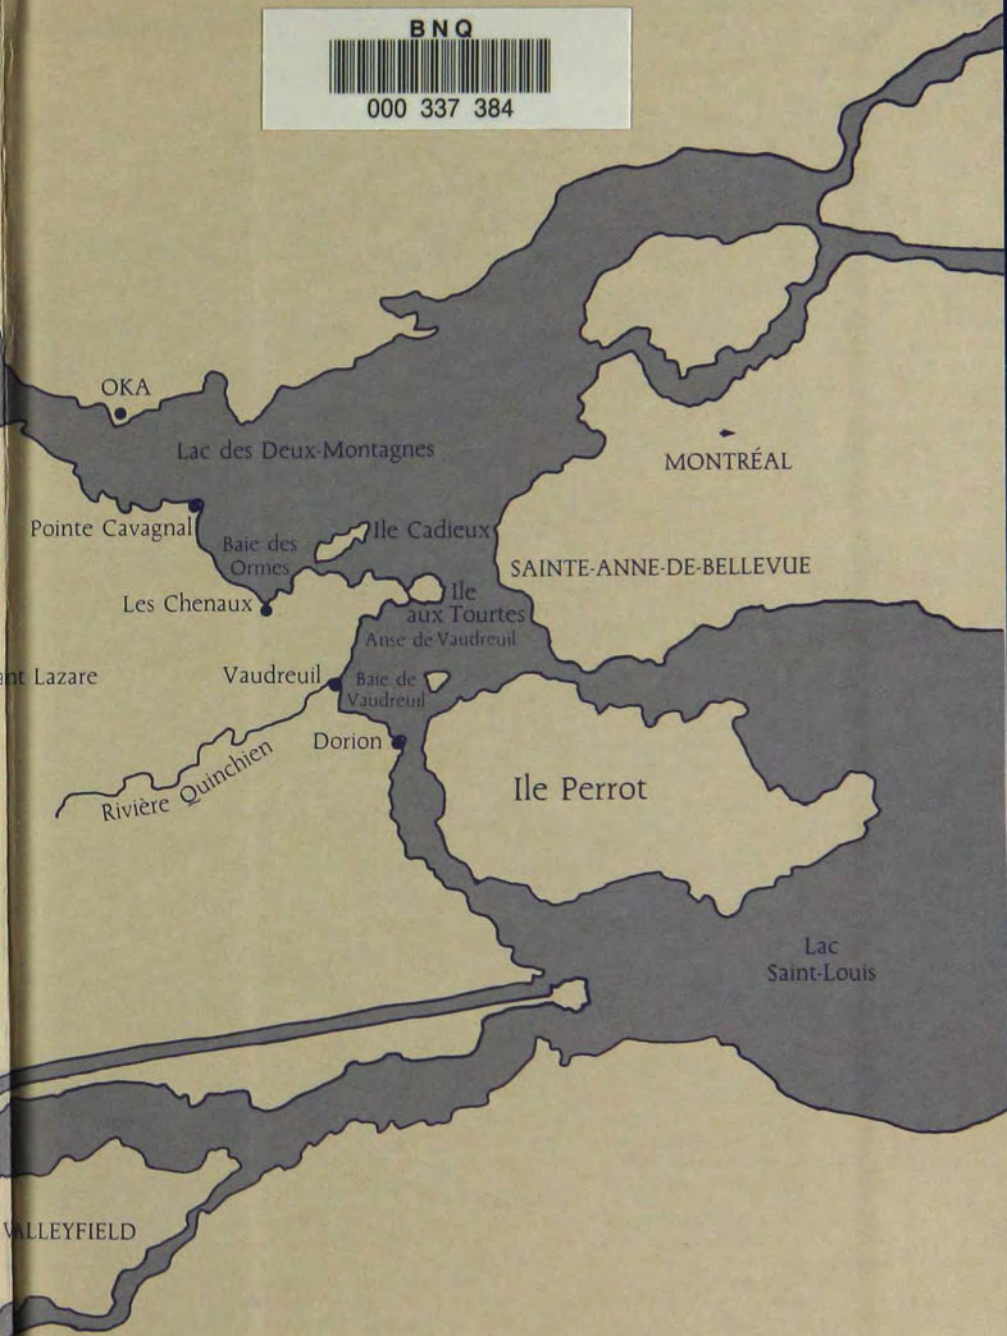 BNQ
000 337 384
OKA
Lac des Deux-Montagnes
MONTRÉAL
Pointe Cavagnal
Baie des
Ormes
Ile Cadieux
SAINTE-ANNE-DE-BELLEVUE
Les Chenaux
Ile
aux Tourtes
Anse de Vaudreuil
Lazare
Vaudreuil
Baie de
Vaudreuil
Dorion
Rivière Quinchien
Ile Perrot
Lac
Saint-Louis
VALLEYFIELD